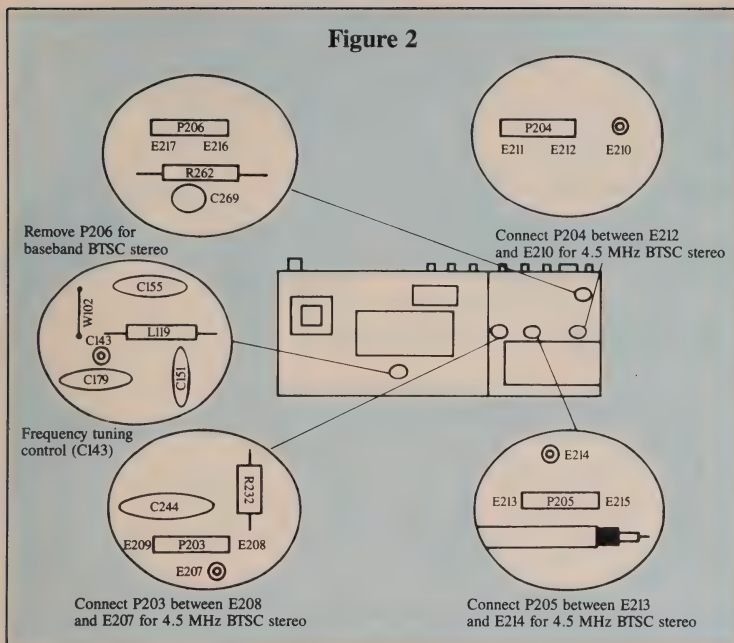 Figure 2
P206
E217 E216
R262
C269
Remove P206 for
baseband BTSC stereo
P204
E211 E212 E210
Connect P204 between E212
and E210 for 4.5 MHz BTSC stereo
C155
W102
L119
C143
C179
C151
Frequency tuning
control (C143)
R232
C244
E209 P203 E208
E207
Connect P203 between E208
and E207 for 4.5 MHz BTSC stereo
E214
E213 P205 E215
Connect P205 between E213
and E214 for 4.5 MHz BTSC stereo